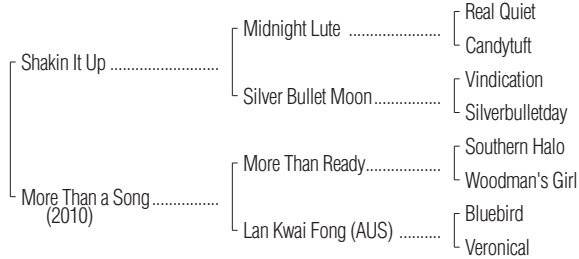 Real Quiet
Midnight Lute ...................
Candytuft
Shakin It Up ..........................
Vindication
Silver Bullet Moon................
Silverbulletday
Southern Halo
More Than Ready..................
Woodman's Girl
More Than a Song................
(2010)
Bluebird
Lan Kwai Fong (AUS) ..........
Veronical